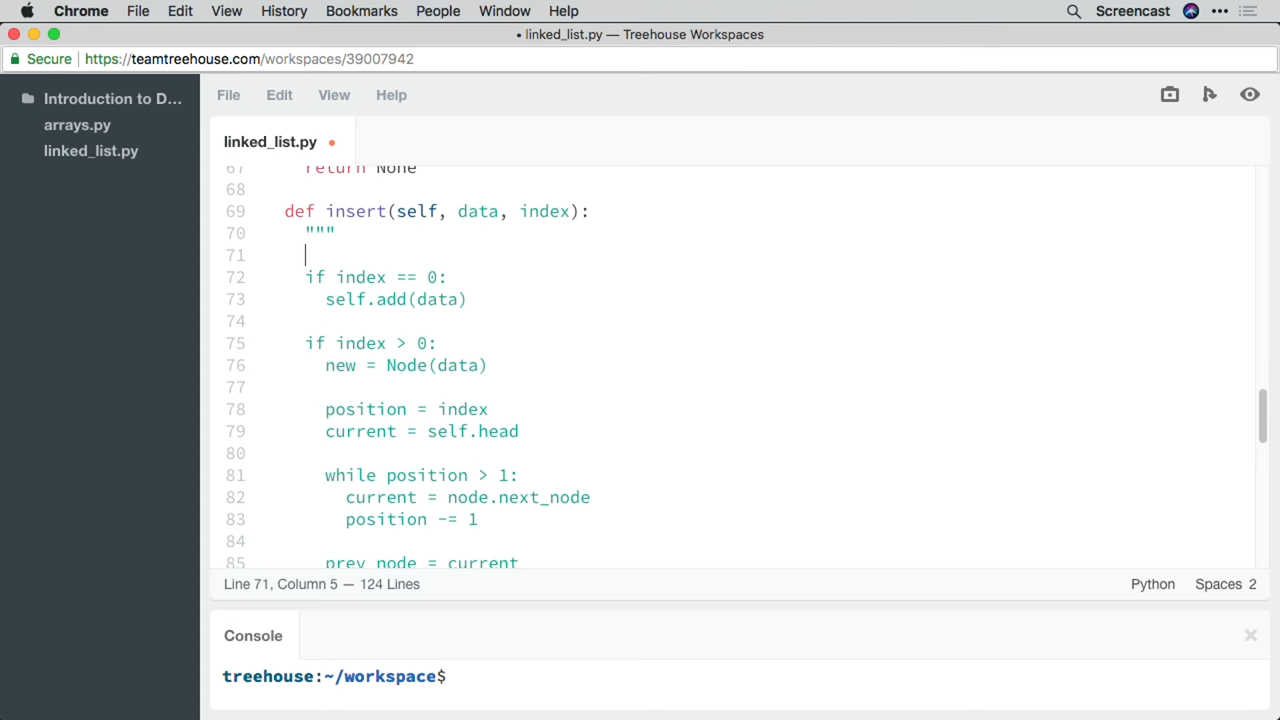 Chrome File Edit View History Bookmarks People Window Help Screencast
• linked_list.py — Treehouse Workspaces
Secure https://teamtreehouse.com/workspaces/39007942
Introduction to D...
arrays.py
linked_list.py
File Edit View Help
linked_list.py
67 return None
68
69 def insert(self, data, index):
70 """
71
72 if index == 0:
73 self.add(data)
74
75 if index > 0:
76 new = Node(data)
77
78 position = index
79 current = self.head
80
81 while position > 1:
82 current = node.next_node
83 position -= 1
84
85 prev_node = current
Line 71, Column 5 — 124 Lines Python Spaces 2
Console
treehouse:~/workspace$